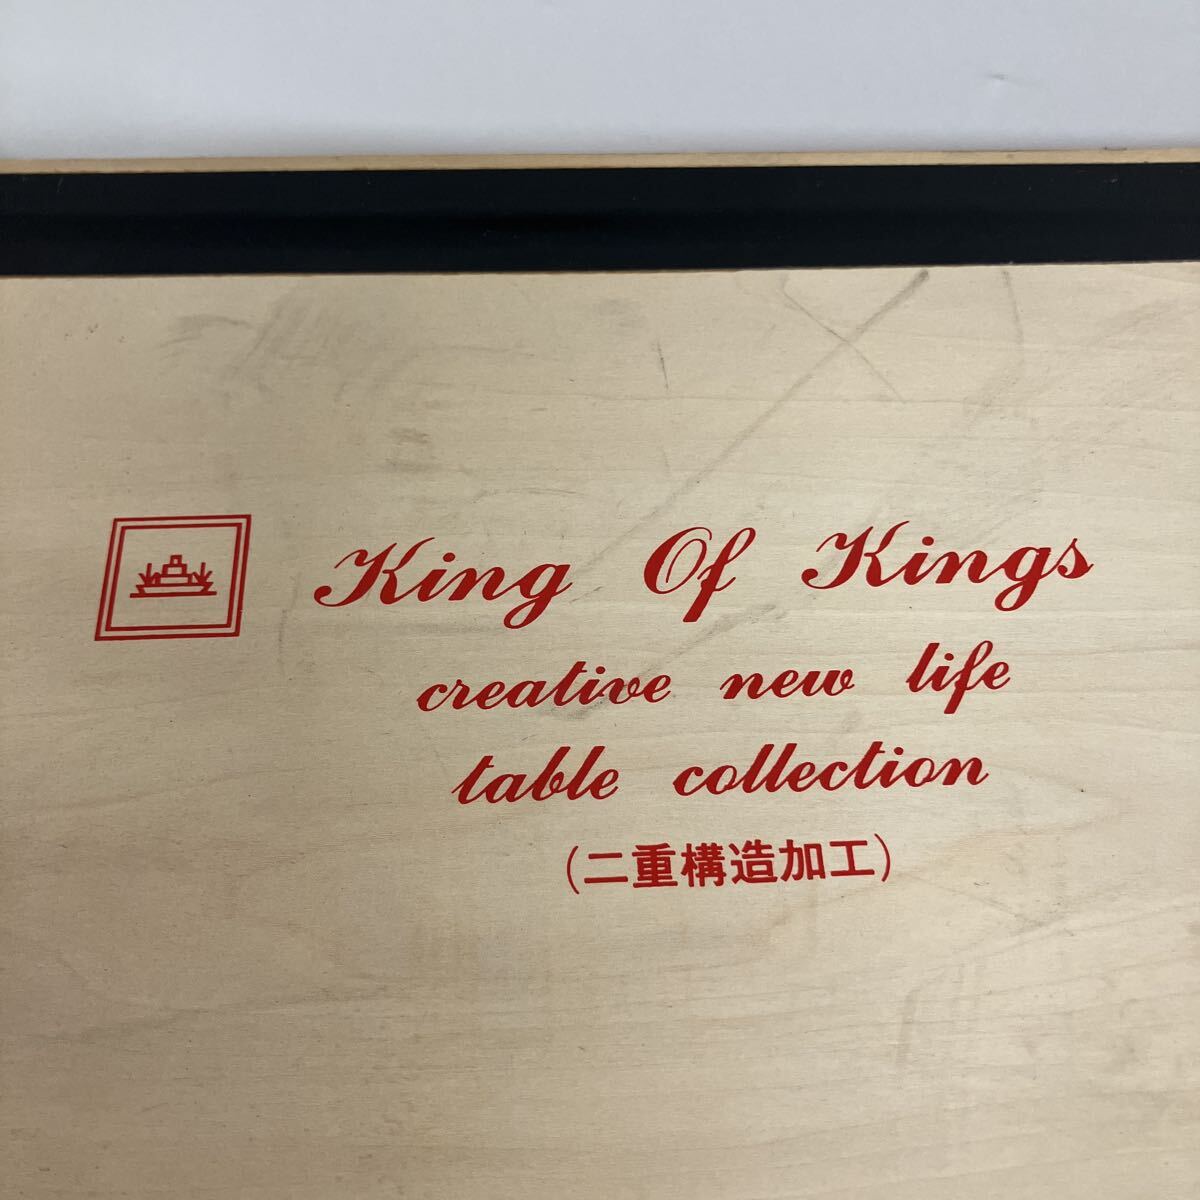 King Of Kings
creative new life
table collection
(二重構造加工)